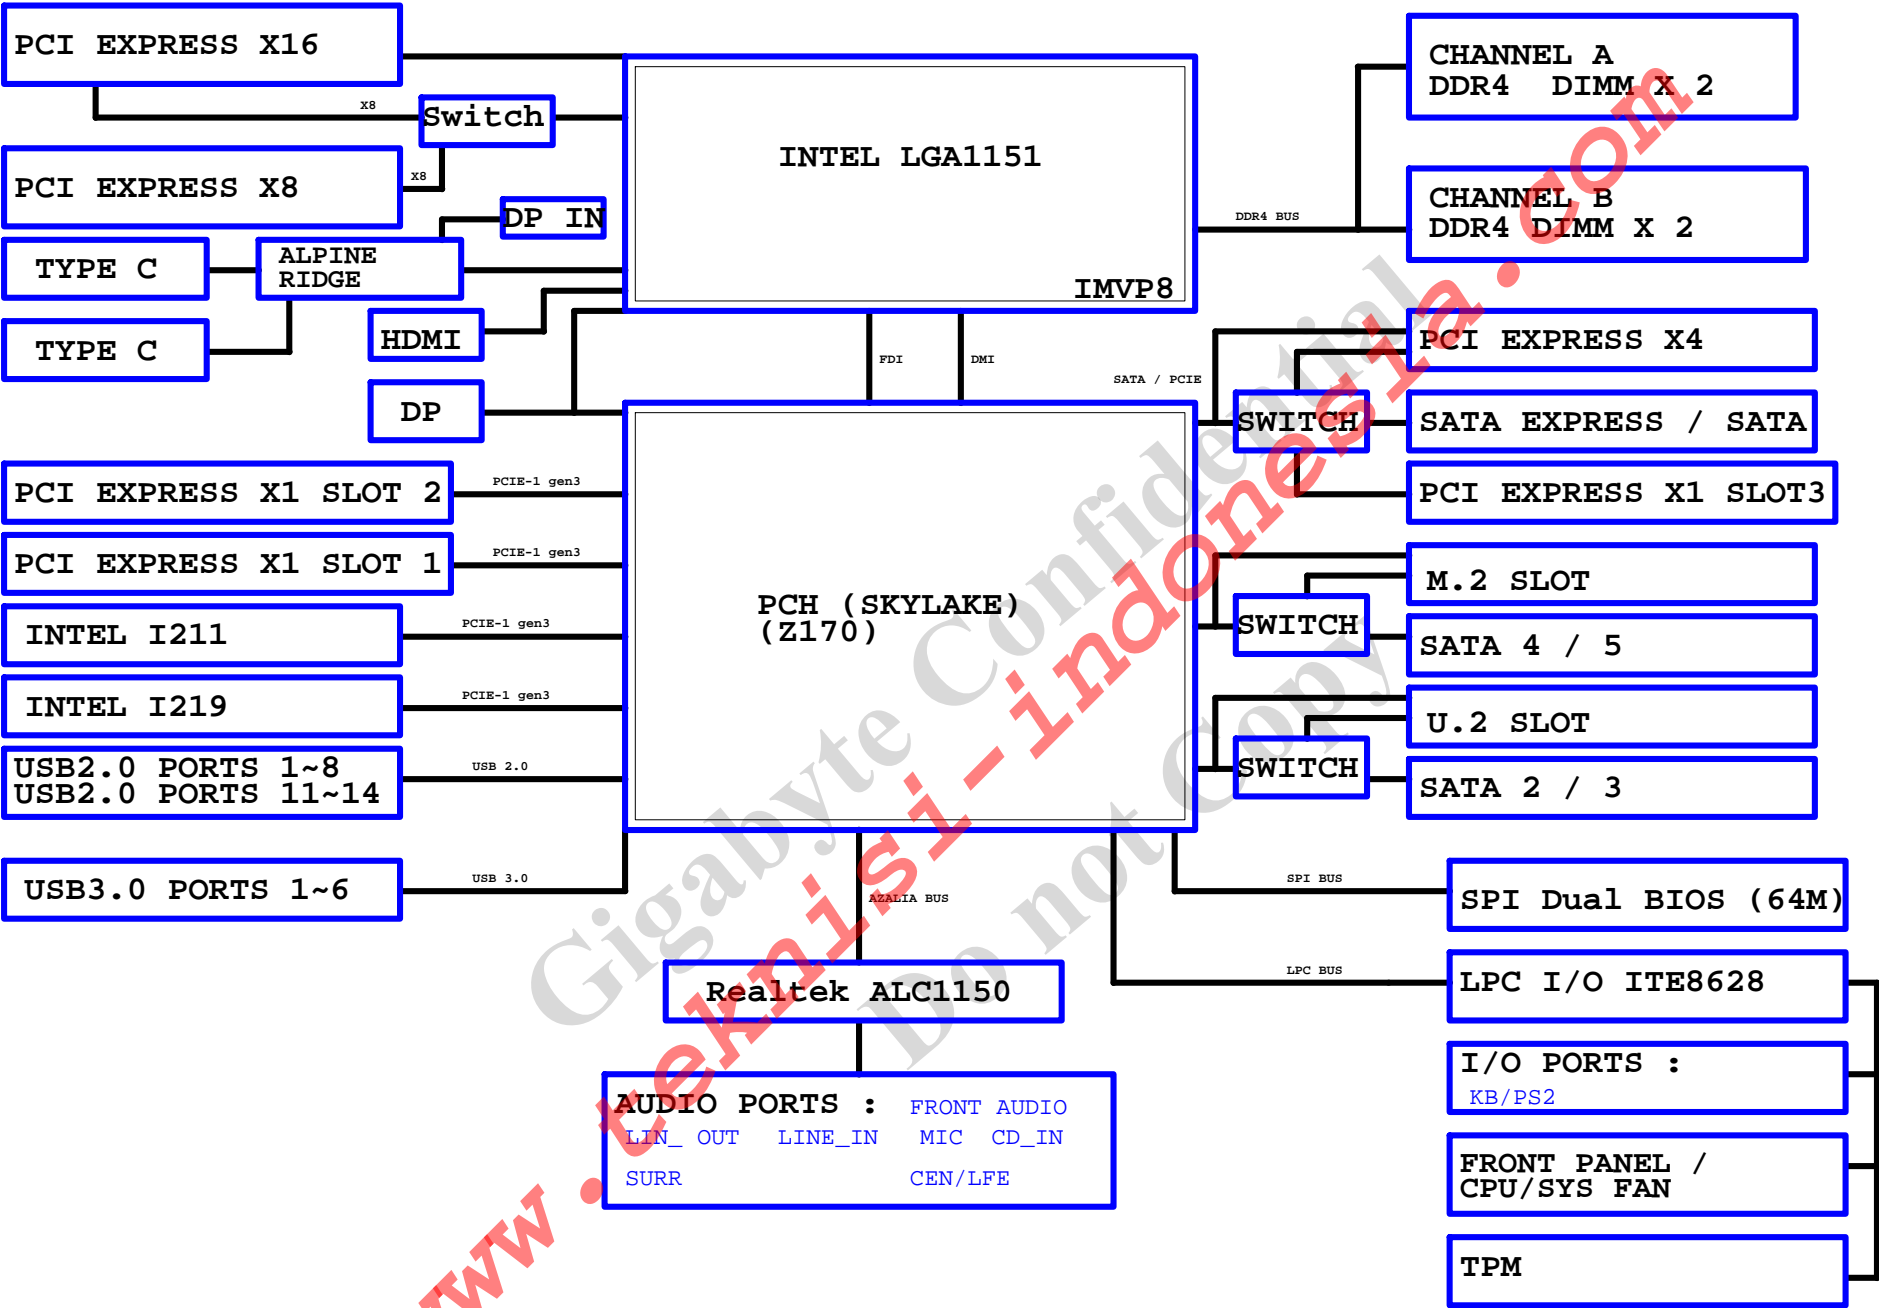 PCI EXPRESS X16
X8
Switch
PCI EXPRESS X8
X8
DP IN
TYPE C
ALPINE
RIDGE
TYPE C
HDMI
DP
INTEL LGA1151
IMVP8
DDR4 BUS
CHANNEL A
DDR4 DIMM X 2
CHANNEL B
DDR4 DIMM X 2
FDI
DMI
SATA / PCIE
PCI EXPRESS X4
SWITCH
SATA EXPRESS / SATA
PCI EXPRESS X1 SLOT3
PCI EXPRESS X1 SLOT 2
PCIE-1 gen3
PCI EXPRESS X1 SLOT 1
PCIE-1 gen3
INTEL I211
PCIE-1 gen3
INTEL I219
PCIE-1 gen3
USB2.0 PORTS 1~8
USB2.0 PORTS 11~14
USB 2.0
USB3.0 PORTS 1~6
USB 3.0
PCH (SKYLAKE)
(Z170)
M.2 SLOT
SWITCH
SATA 4 / 5
U.2 SLOT
SWITCH
SATA 2 / 3
AZALIA BUS
SPI BUS
SPI Dual BIOS (64M)
LPC BUS
LPC I/O ITE8628
Realtek ALC1150
I/O PORTS :
KB/PS2
AUDIO PORTS : FRONT AUDIO
LIN_ OUT LINE_IN MIC CD_IN
SURR CEN/LFE
FRONT PANEL /
CPU/SYS FAN
TPM
Gigabyte Confidential
Do not Copy
www.teknisi-indonesia.com